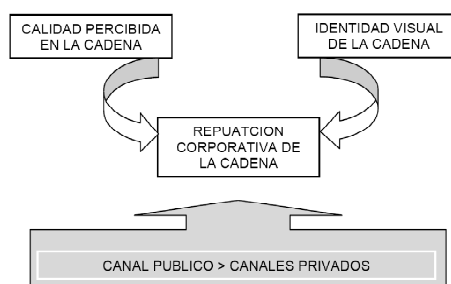 CALIDAD PERCIBIDA
EN LA CADENA
IDENTIDAD VISUAL
DE LA CADENA
REPUATCION
CORPORATIVA DE
LA CADENA
CANAL PUBLICO > CANALES PRIVADOS